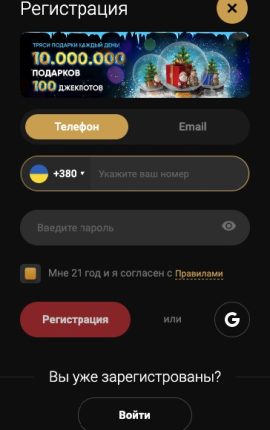 Регистрация
ТРЯСИ ПОДАРКИ КАЖДЫЙ ДЕНЬ!
10.000.000
ПОДАРКОВ
100 ДЖЕКПОТОВ
Телефон Email
+380 Укажите ваш номер
Введите пароль
Мне 21 год и я согласен с Правилами
Регистрация или G
Вы уже зарегистрированы?
Войти